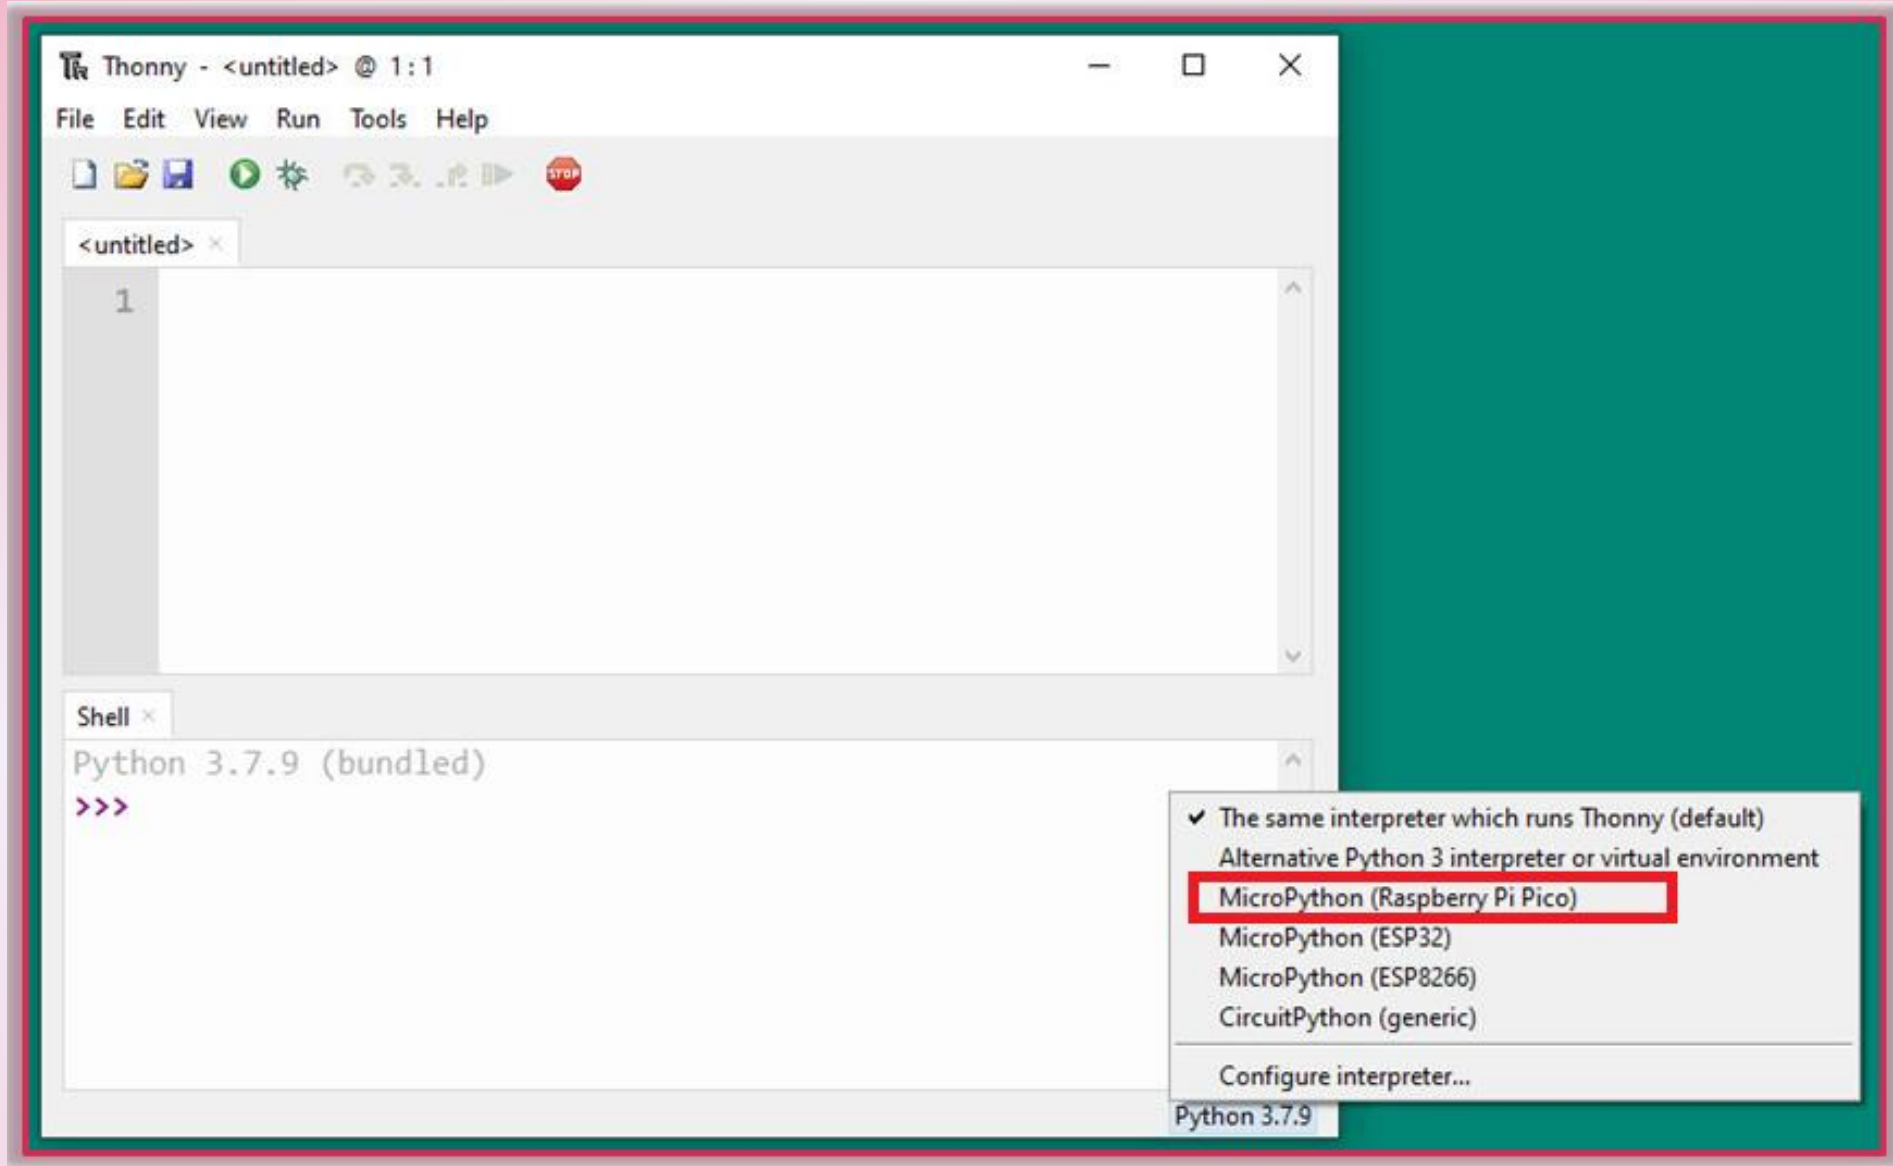 Thonny - <untitled> @ 1:1
File Edit View Run Tools Help
STOP
<untitled>
1
Shell
Python 3.7.9 (bundled)
>>>
The same interpreter which runs Thonny (default)
Alternative Python 3 interpreter or virtual environment
MicroPython (Raspberry Pi Pico)
MicroPython (ESP32)
MicroPython (ESP8266)
CircuitPython (generic)
Configure interpreter...
Python 3.7.9